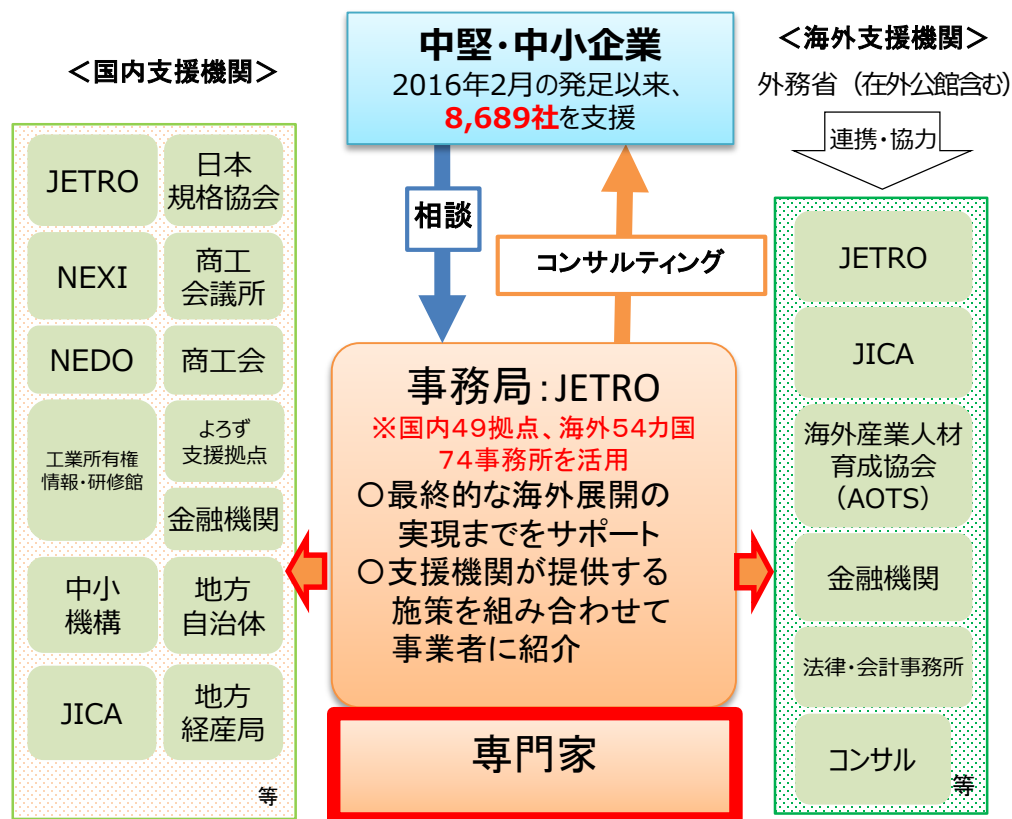 ＜国内支援機関＞
JETRO
日本
規格協会
NEXI
商工
会議所
NEDO
商工会
工業所有権
情報・研修館
よろず
支援拠点
金融機関
中小
機構
地方
自治体
JICA
地方
経産局
等
中堅・中小企業
2016年2月の発足以来、
8,689社を支援
相談
コンサルティング
事務局：JETRO
※国内４９拠点、海外５４カ国
７４事務所を活用
○最終的な海外展開の
実現までをサポート
○支援機関が提供する
施策を組み合わせて
事業者に紹介
専門家
＜海外支援機関＞
外務省（在外公館含む）
連携・協力
JETRO
JICA
海外産業人材
育成協会
（AOTS）
金融機関
法律・会計事務所
コンサル
等